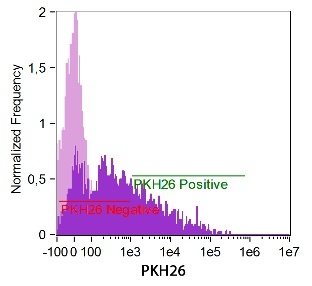 2
1,5
1
0,5
0
Normalized Frequency
PKH26 Positive
PKH26 Negative
-100 0 100 1e3 1e4 1e5 1e6 1e7
PKH26